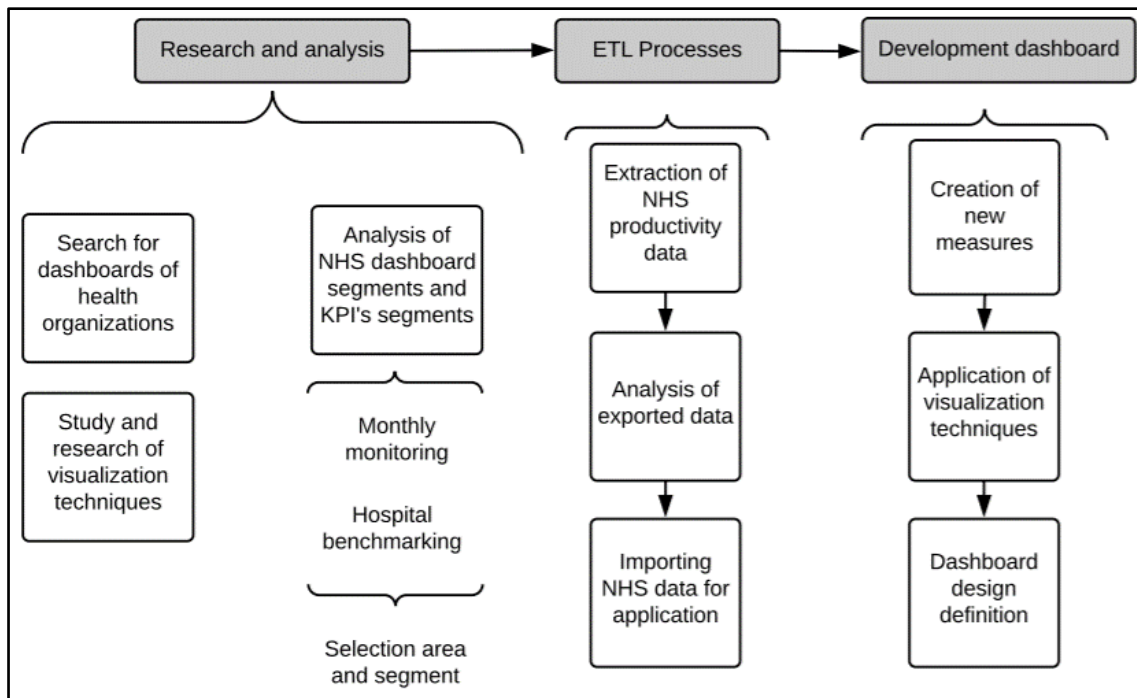 Research and analysis
ETL Processes
Development dashboard
Search for
dashboards of
health
organizations
Study and
research of
visualization
techniques
Analysis of
NHS dashboard
segments and
KPI's segments
Monthly
monitoring
Hospital
benchmarking
Selection area
and segment
Extraction of
NHS
productivity
data
Analysis of
exported data
Importing
NHS data for
application
Creation of
new
measures
Application of
visualization
techniques
Dashboard
design
definition